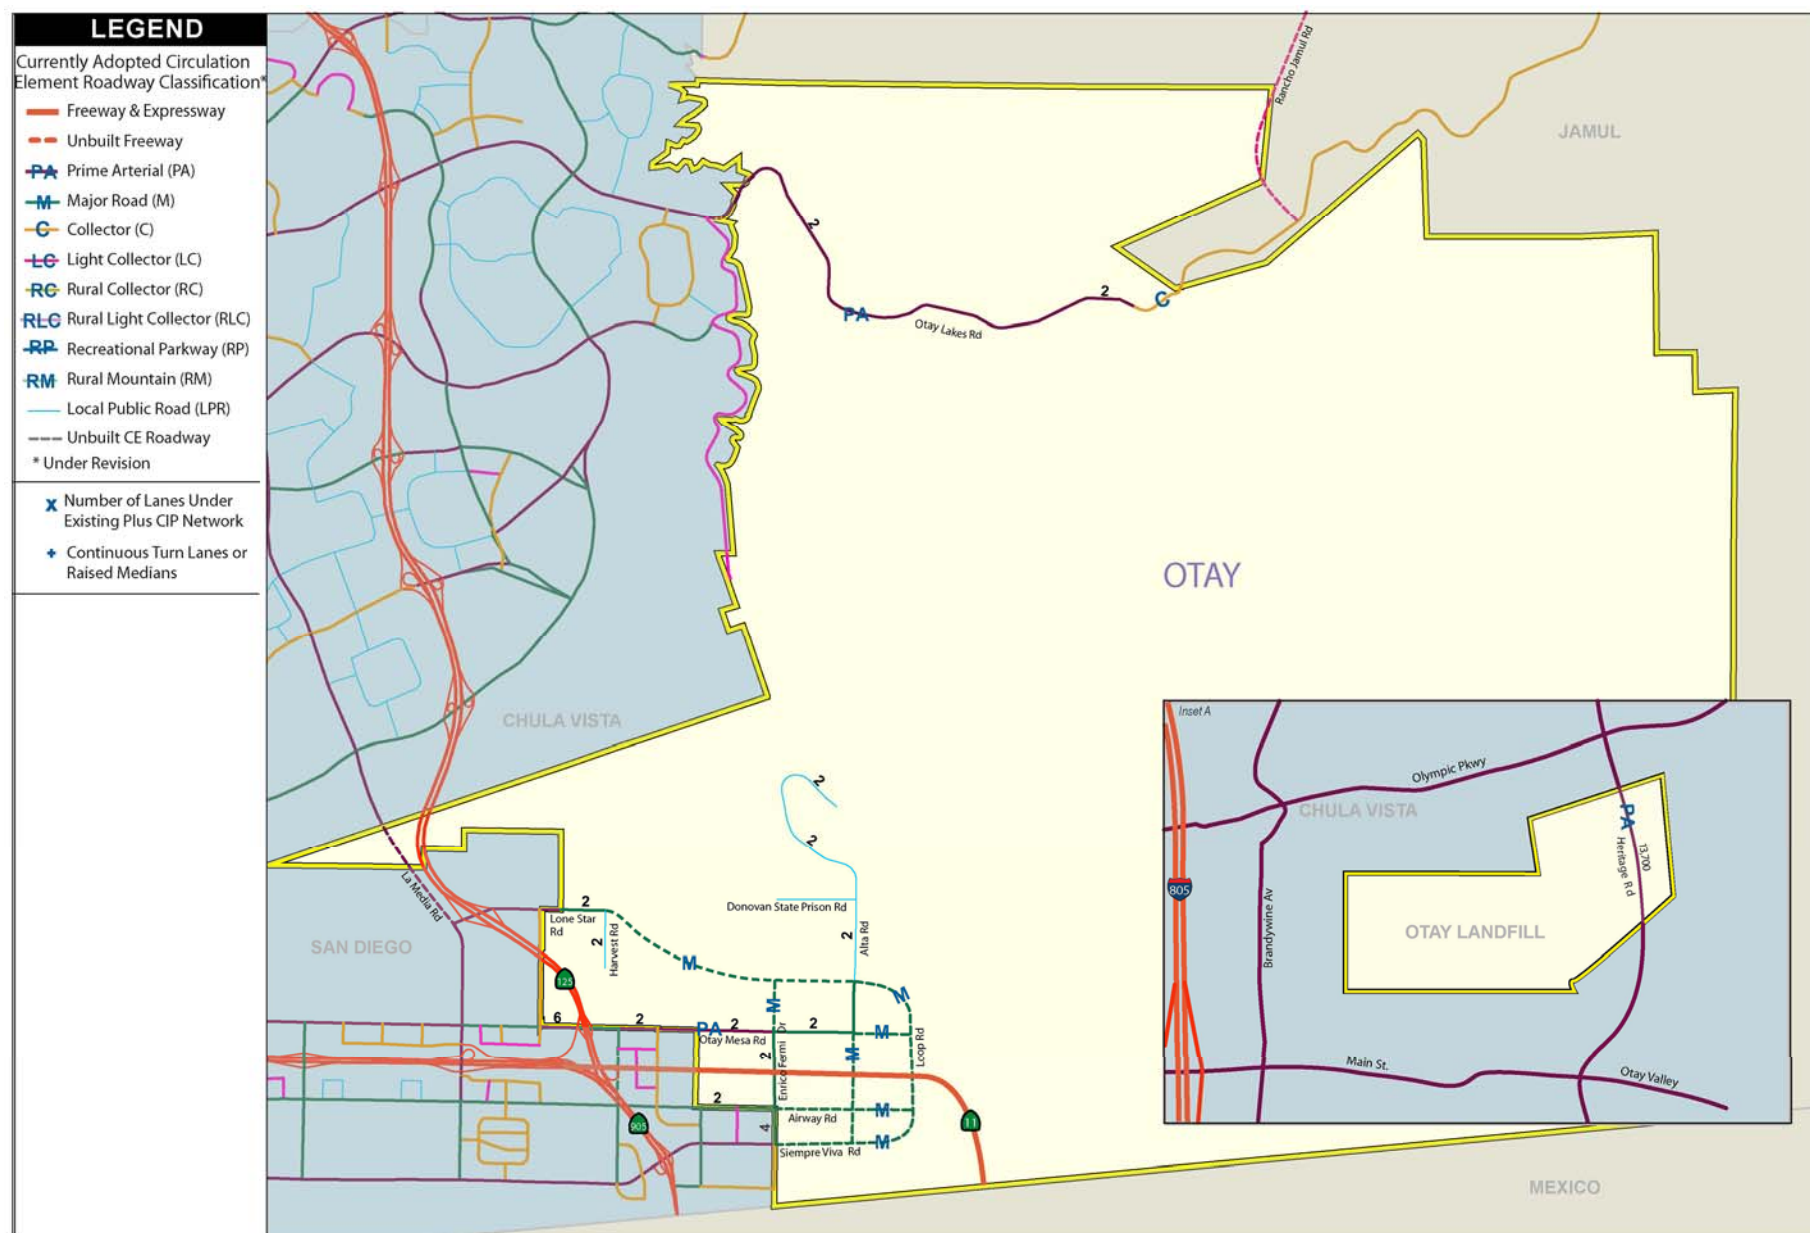 LEGEND
Currently Adopted Circulation
Element Roadway Classification*
Freeway & Expressway
Unbuilt Freeway
PA Prime Arterial (PA)
M Major Road (M)
C Collector (C)
LC Light Collector (LC)
RC Rural Collector (RC)
RLC Rural Light Collector (RLC)
RP Recreational Parkway (RP)
RM Rural Mountain (RM)
Local Public Road (LPR)
Unbuilt CE Roadway
* Under Revision
x Number of Lanes Under
Existing Plus CIP Network
+ Continuous Turn Lanes or
Raised Medians
Rancho Jamul Rd
JAMUL
2
2
C
PA
Otay Lakes Rd
OTAY
CHULA VISTA
SAN DIEGO
La Media Rd
2
2
Donovan State Prison Rd
2
Alta Rd
2
Lone Star
Rd
2
Harvest Rd
M
125
M
M
6
2
PA
2
2
M
Otay Mesa Rd
2
Enrico Fermi Dr
M
Loop Rd
2
M
Airway Rd
4
M
Siempre Viva Rd
905
11
MEXICO
Inset A
Olympic Pkwy
CHULA VISTA
PA
Heritage Rd
13,700
805
Brandywine Av
OTAY LANDFILL
Main St.
Otay Valley